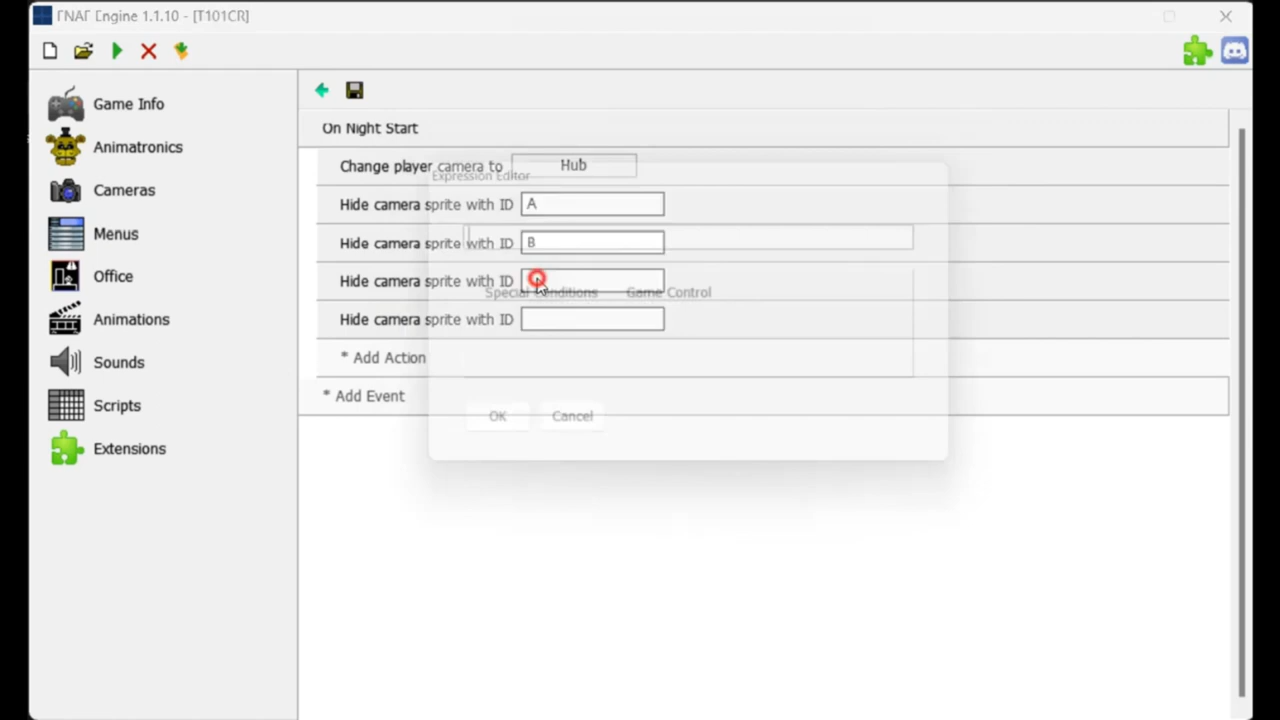 FNAF Engine 1.1.10 - [T101CR]
Game Info
Animatronics
Cameras
Menus
Office
Animations
Sounds
Scripts
Extensions
On Night Start
Change player camera to Hub
Expression Editor
Hide camera sprite with ID A
Hide camera sprite with ID B
Hide camera sprite with ID
Special Conditions Game Control
Hide camera sprite with ID
* Add Action
* Add Event
OK Cancel